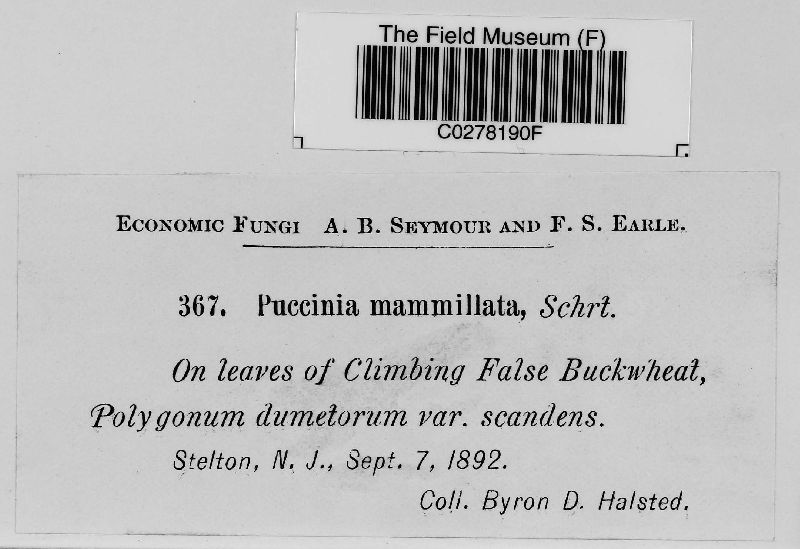 The Field Museum (F)
C0278190F
ECONOMIC FUNGI A. B. SEYMOUR AND F. S. EARLE.
367. Puccinia mammillata, Schrt.
On leaves of Climbing False Buckwheat,
Polygonum dumetorum var. scandens.
Stelton, N. J., Sept. 7, 1892.
Coll. Byron D. Halsted.